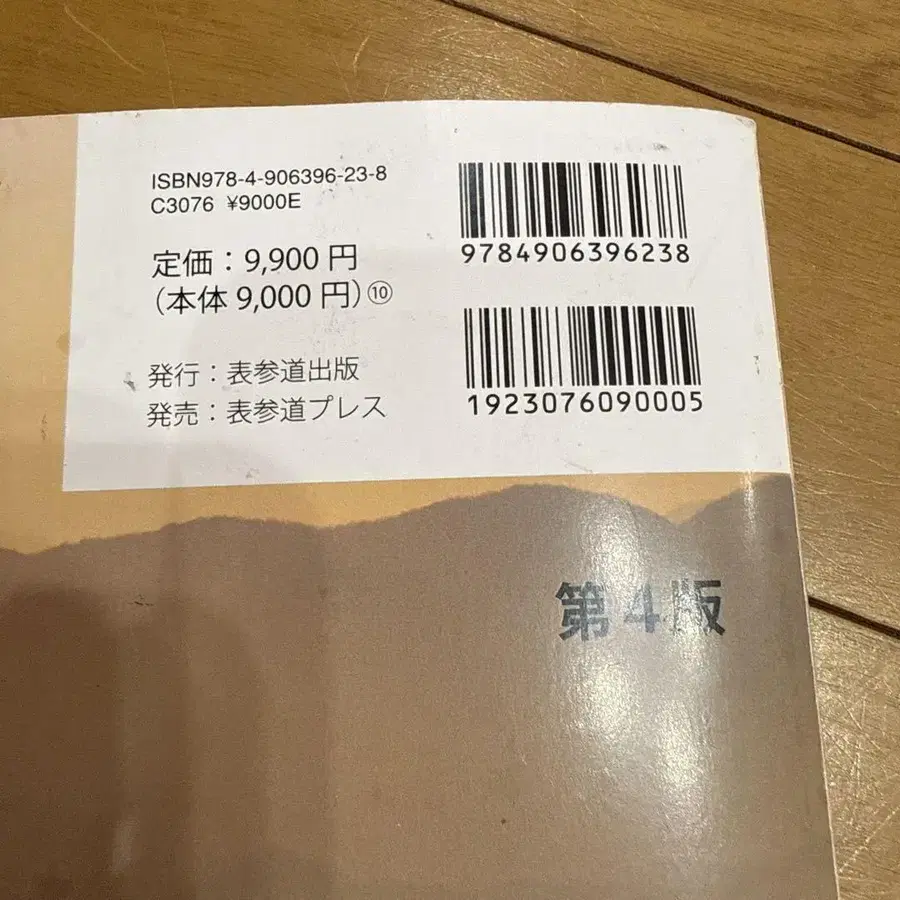 ISBN978-4-906396-23-8
C3076 ¥9000E
定価：9,900 円
（本体 9,000 円）⑩
発行：表参道出版
発売：表参道プレス
9784906396238
1923076090005
第4版